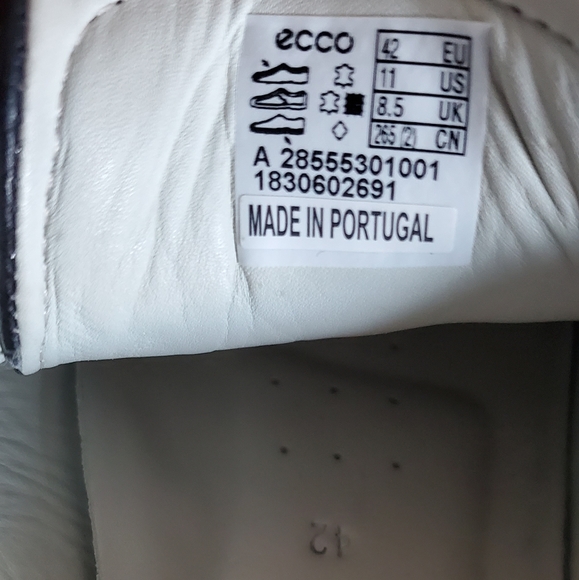 ecco
42 EU
11 US
8.5 UK
265 (2) CN
A 28555301001
1830602691
MADE IN PORTUGAL
42